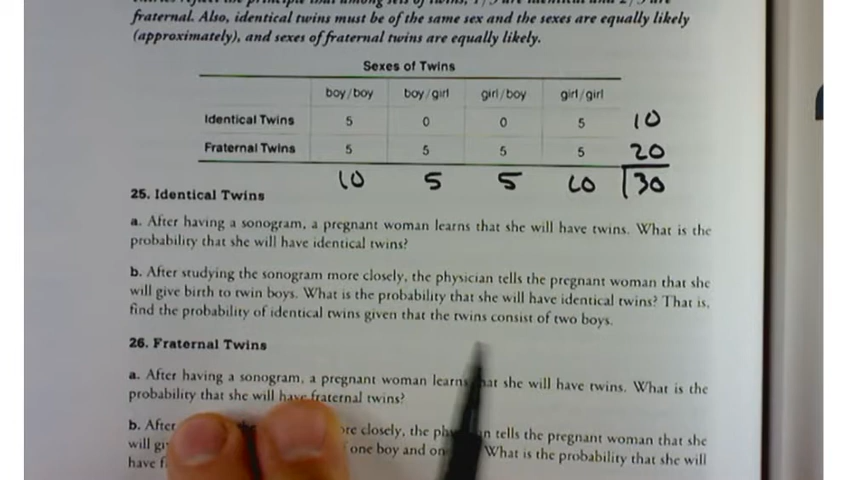 fraternal. Also, identical twins must be of the same sex and the sexes are equally likely
(approximately), and sexes of fraternal twins are equally likely.
Sexes of Twins
boy/boy boy/girl girl/boy girl/girl
Identical Twins 5 0 0 5 10
Fraternal Twins 5 5 5 5 20
10 5 5 10 30
25. Identical Twins
a. After having a sonogram, a pregnant woman learns that she will have twins. What is the
probability that she will have identical twins?
b. After studying the sonogram more closely, the physician tells the pregnant woman that she
will give birth to twin boys. What is the probability that she will have identical twins? That is,
find the probability of identical twins given that the twins consist of two boys.
26. Fraternal Twins
a. After having a sonogram, a pregnant woman learns that she will have twins. What is the
probability that she will have fraternal twins?
b. After more closely, the tells the pregnant woman that she
will one boy and What is the probability that she will
have